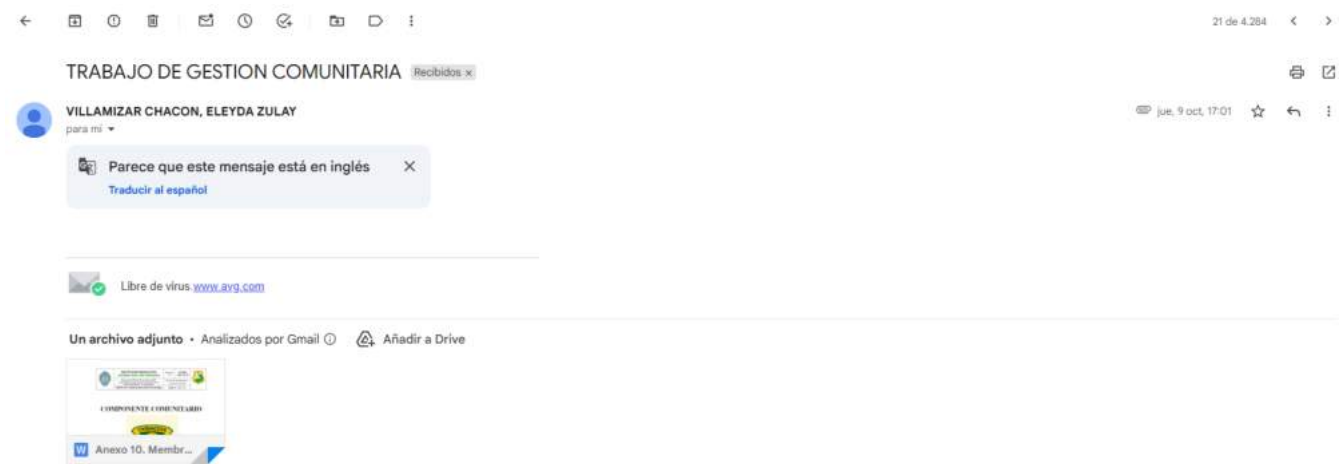 21 de 4.284
TRABAJO DE GESTION COMUNITARIA Recibidos x
VILLAMIZAR CHACON, ELEYDA ZULAY
jue, 9 oct, 17:01
para mí
Parece que este mensaje está en inglés
Traducir al español
Libre de virus.www.avg.com
Un archivo adjunto • Analizados por Gmail
Añadir a Drive
COMPONENTE COMUNITARIO
W Anexo 10. Membr...